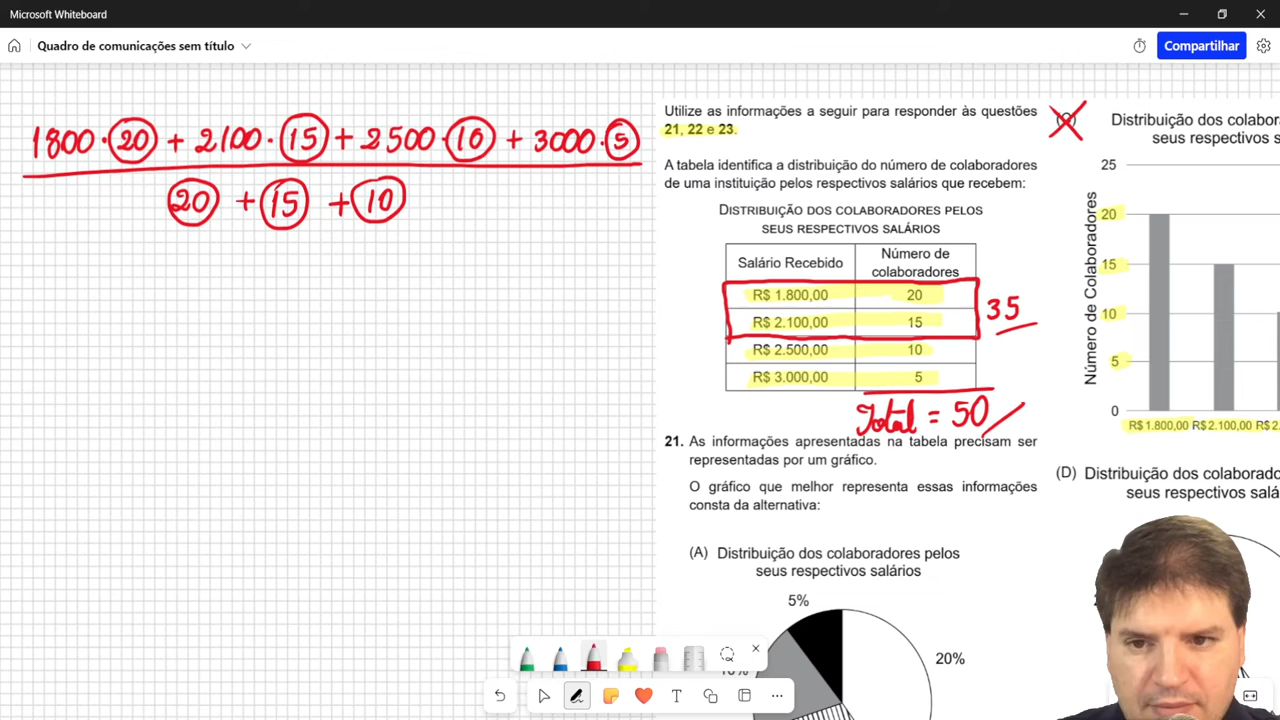 Microsoft Whiteboard
Quadro de comunicações sem título
Compartilhar
1800 · 20 + 2100 · 15 + 2500 · 10 + 3000 · 5
20 + 15 + 10
Utilize as informações a seguir para responder às questões
21, 22 e 23.
A tabela identifica a distribuição do número de colaboradores
de uma instituição pelos respectivos salários que recebem:
DISTRIBUIÇÃO DOS COLABORADORES PELOS
SEUS RESPECTIVOS SALÁRIOS
Salário Recebido Número de colaboradores
R$ 1.800,00 20
R$ 2.100,00 15
R$ 2.500,00 10
R$ 3.000,00 5
35
Total = 50
21. As informações apresentadas na tabela precisam ser
representadas por um gráfico.
O gráfico que melhor representa essas informações
consta da alternativa:
(A) Distribuição dos colaboradores pelos
seus respectivos salários
5%
20%
Distribuição dos colabora
seus respectivos s
Número de Colaboradores
25
20
15
10
5
0
R$ 1.800,00 R$ 2.100,00 R$ 2.
(D) Distribuição dos colaborado
seus respectivos salá